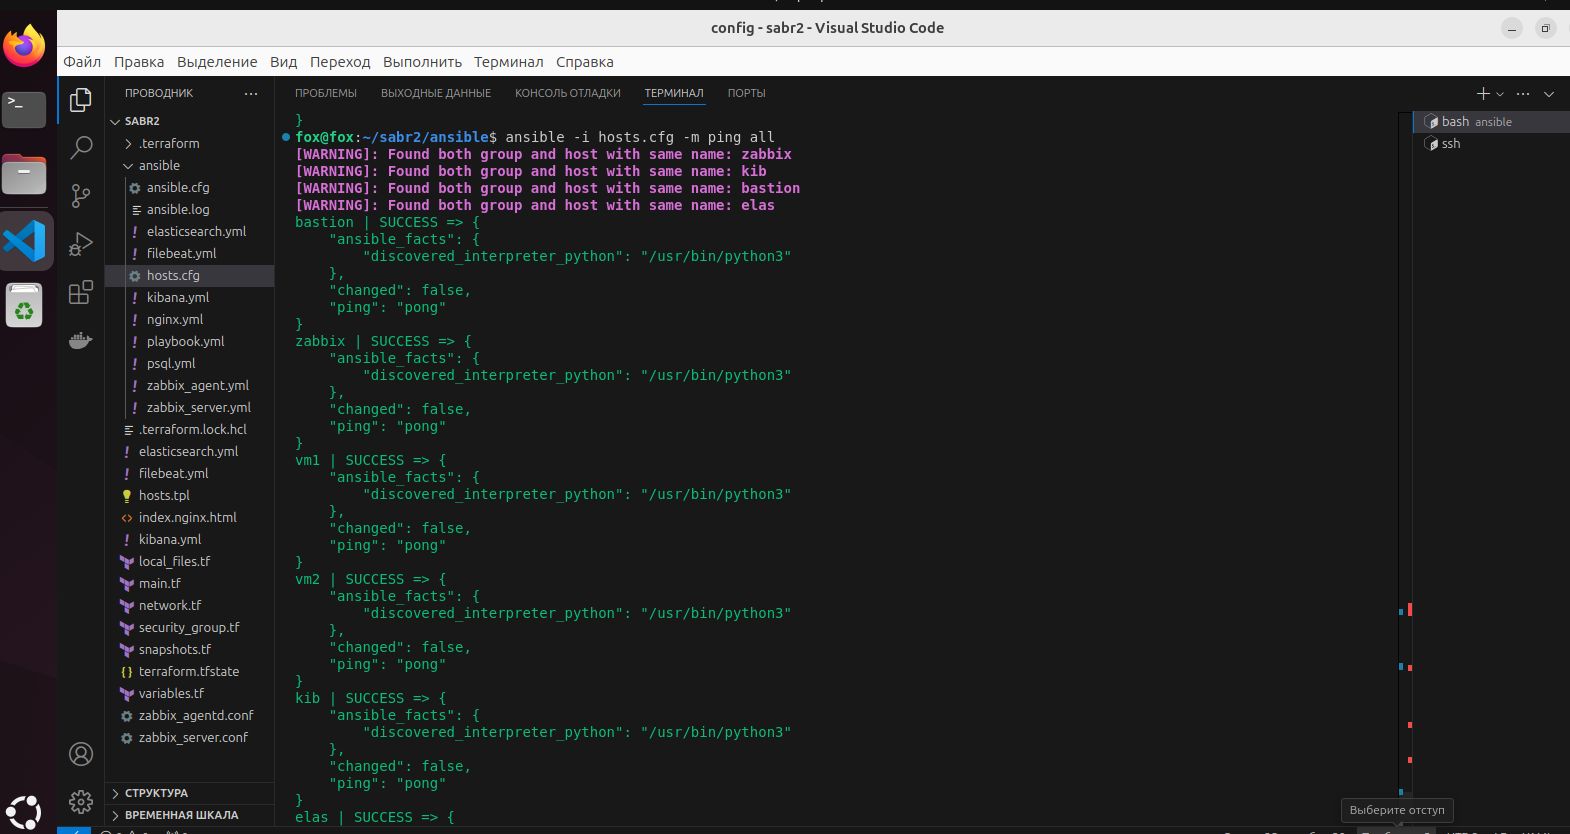 config - sabr2 - Visual Studio Code
Файл Правка Выделение Вид Переход Выполнить Терминал Справка
ПРОВОДНИК
SABR2
.terraform
ansible
ansible.cfg
ansible.log
elasticsearch.yml
filebeat.yml
hosts.cfg
kibana.yml
nginx.yml
playbook.yml
psql.yml
zabbix_agent.yml
zabbix_server.yml
.terraform.lock.hcl
elasticsearch.yml
filebeat.yml
hosts.tpl
index.nginx.html
kibana.yml
local_files.tf
main.tf
network.tf
security_group.tf
snapshots.tf
terraform.tfstate
variables.tf
zabbix_agentd.conf
zabbix_server.conf
СТРУКТУРА
ВРЕМЕННАЯ ШКАЛА
ПРОБЛЕМЫ ВЫХОДНЫЕ ДАННЫЕ КОНСОЛЬ ОТЛАДКИ ТЕРМИНАЛ ПОРТЫ
}
fox@fox:~/sabr2/ansible$ ansible -i hosts.cfg -m ping all
[WARNING]: Found both group and host with same name: zabbix
[WARNING]: Found both group and host with same name: kib
[WARNING]: Found both group and host with same name: bastion
[WARNING]: Found both group and host with same name: elas
bastion | SUCCESS => {
"ansible_facts": {
"discovered_interpreter_python": "/usr/bin/python3"
},
"changed": false,
"ping": "pong"
}
zabbix | SUCCESS => {
"ansible_facts": {
"discovered_interpreter_python": "/usr/bin/python3"
},
"changed": false,
"ping": "pong"
}
vm1 | SUCCESS => {
"ansible_facts": {
"discovered_interpreter_python": "/usr/bin/python3"
},
"changed": false,
"ping": "pong"
}
vm2 | SUCCESS => {
"ansible_facts": {
"discovered_interpreter_python": "/usr/bin/python3"
},
"changed": false,
"ping": "pong"
}
kib | SUCCESS => {
"ansible_facts": {
"discovered_interpreter_python": "/usr/bin/python3"
},
"changed": false,
"ping": "pong"
}
elas | SUCCESS => {
bash ansible
ssh
Выберите отступ